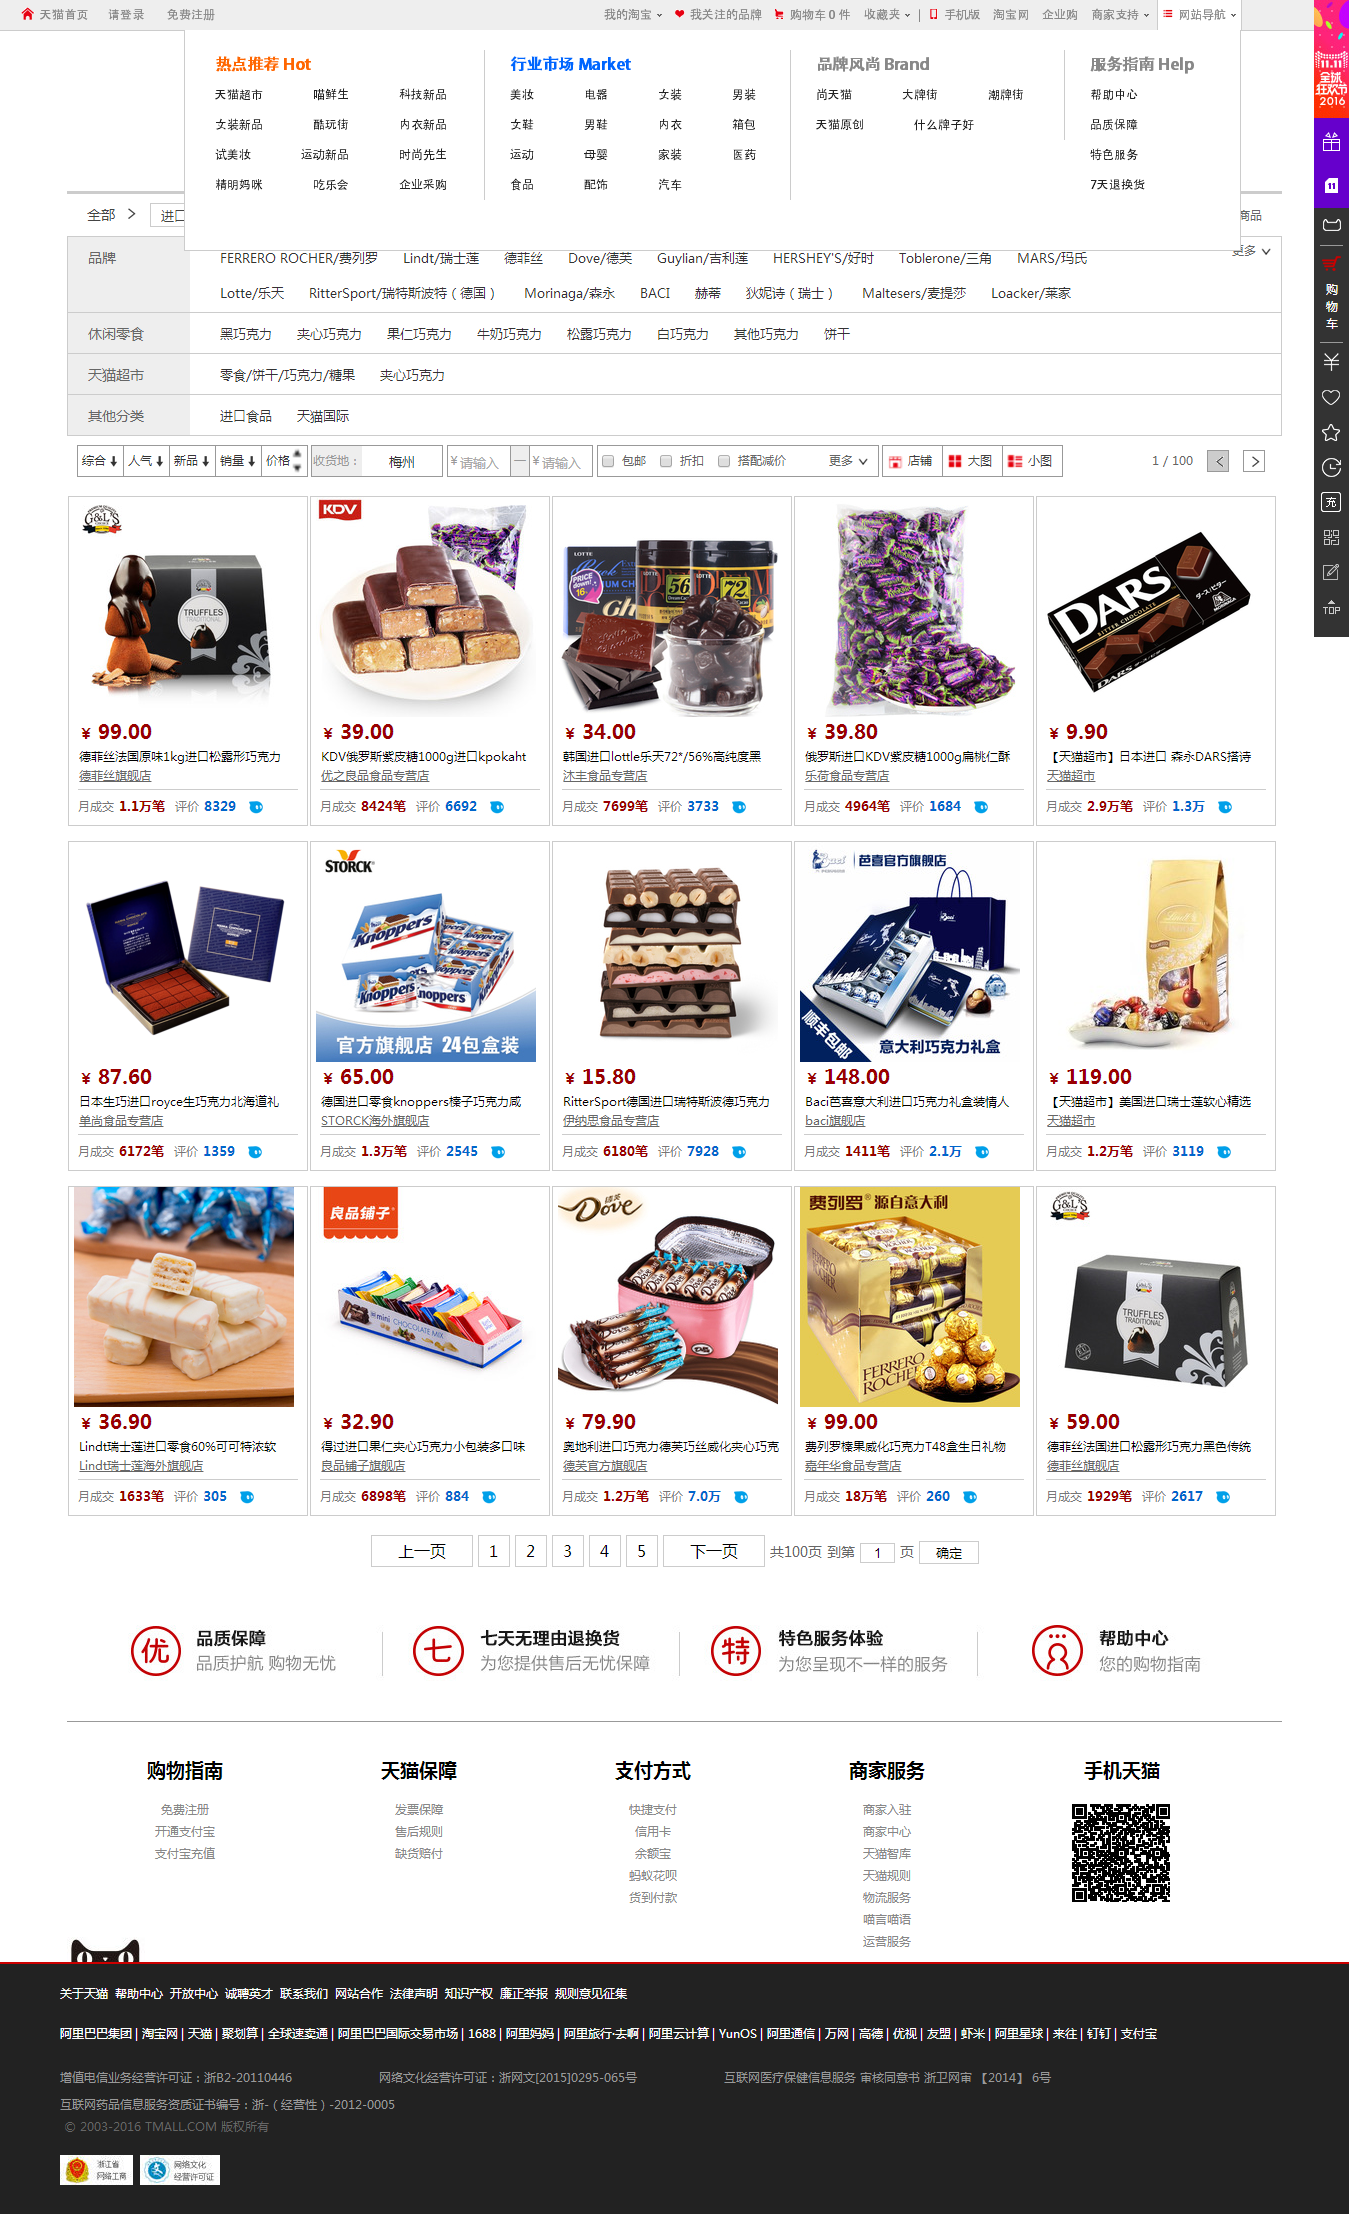 天猫首页 请登录 免费注册 我的淘宝 我关注的品牌 购物车0件 收藏夹 | 手机版 淘宝网 企业购 商家支持 网站导航
热点推荐 Hot 行业市场 Market 品牌风尚 Brand 服务指南 Help
天猫超市 喵鲜生 科技新品 美妆 电器 女装 男装 尚天猫 大牌街 潮牌街 帮助中心
女装新品 酷玩街 内衣新品 女鞋 男鞋 内衣 箱包 天猫原创 什么牌子好 品质保障
试美妆 运动新品 时尚先生 运动 母婴 家装 医药 特色服务
精明妈咪 吃乐会 企业采购 食品 配饰 汽车 7天退换货
11.11
全球
狂欢节
2016
购物车
充
TOP
全部 > 进口 商品
品牌 FERRERO ROCHER/费列罗 Lindt/瑞士莲 德菲丝 Dove/德芙 Guylian/吉利莲 HERSHEY'S/好时 Toblerone/三角 MARS/玛氏 更多
Lotte/乐天 RitterSport/瑞特斯波特（德国） Morinaga/森永 BACI 赫蒂 狄妮诗（瑞士） Maltesers/麦提莎 Loacker/莱家
休闲零食 黑巧克力 夹心巧克力 果仁巧克力 牛奶巧克力 松露巧克力 白巧克力 其他巧克力 饼干
天猫超市 零食/饼干/巧克力/糖果 夹心巧克力
其他分类 进口食品 天猫国际
综合 人气 新品 销量 价格 收货地： 梅州 ¥请输入 — ¥请输入 包邮 折扣 搭配减价 更多 店铺 大图 小图 1 / 100 < >
G&L'S TRUFFLES TRADITIONAL
KDV
LOTTE PRICE down! 56 72
DARS BITTER CHOCOLATE
¥ 99.00 ¥ 39.00 ¥ 34.00 ¥ 39.80 ¥ 9.90
德菲丝法国原味1kg进口松露形巧克力 KDV俄罗斯紫皮糖1000g进口kpokaht 韩国进口lottle乐天72*/56%高纯度黑 俄罗斯进口KDV紫皮糖1000g扁桃仁酥 【天猫超市】日本进口 森永DARS搭诗
德菲丝旗舰店 优之良品食品专营店 沐丰食品专营店 乐荷食品专营店 天猫超市
月成交 1.1万笔 评价 8329 月成交 8424笔 评价 6692 月成交 7699笔 评价 3733 月成交 4964笔 评价 1684 月成交 2.9万笔 评价 1.3万
STORCK Knoppers 官方旗舰店 24包盒装
Baci 芭喜官方旗舰店 顺丰包邮 意大利巧克力礼盒
¥ 87.60 ¥ 65.00 ¥ 15.80 ¥ 148.00 ¥ 119.00
日本生巧进口royce生巧克力北海道礼 德国进口零食knoppers榛子巧克力咸 RitterSport德国进口瑞特斯波德巧克力 Baci芭喜意大利进口巧克力礼盒装情人 【天猫超市】美国进口瑞士莲软心精选
单尚食品专营店 STORCK海外旗舰店 伊纳思食品专营店 baci旗舰店 天猫超市
月成交 6172笔 评价 1359 月成交 1.3万笔 评价 2545 月成交 6180笔 评价 7928 月成交 1411笔 评价 2.1万 月成交 1.2万笔 评价 3119
良品铺子 mini CHOCOLATE MIX
德芙 Dove
费列罗 源自意大利 FERRERO ROCHER
G&L'S TRUFFLES TRADITIONAL
¥ 36.90 ¥ 32.90 ¥ 79.90 ¥ 99.00 ¥ 59.00
Lindt瑞士莲进口零食60%可可特浓软 得过进口果仁夹心巧克力小包装多口味 奥地利进口巧克力德芙巧丝威化夹心巧克 费列罗榛果威化巧克力T48盒生日礼物 德菲丝法国进口松露形巧克力黑色传统
Lindt瑞士莲海外旗舰店 良品铺子旗舰店 德芙官方旗舰店 嘉年华食品专营店 德菲丝旗舰店
月成交 1633笔 评价 305 月成交 6898笔 评价 884 月成交 1.2万笔 评价 7.0万 月成交 18万笔 评价 260 月成交 1929笔 评价 2617
上一页 1 2 3 4 5 下一页 共100页 到第 1 页 确定
优 品质保障 七 七天无理由退换货 特 特色服务体验 帮助中心
品质护航 购物无忧 为您提供售后无忧保障 为您呈现不一样的服务 您的购物指南
购物指南 天猫保障 支付方式 商家服务 手机天猫
免费注册 发票保障 快捷支付 商家入驻
开通支付宝 售后规则 信用卡 商家中心
支付宝充值 缺货赔付 余额宝 天猫智库
蚂蚁花呗 天猫规则
货到付款 物流服务
喵言喵语
运营服务
关于天猫 帮助中心 开放中心 诚聘英才 联系我们 网站合作 法律声明 知识产权 廉正举报 规则意见征集
阿里巴巴集团 | 淘宝网 | 天猫 | 聚划算 | 全球速卖通 | 阿里巴巴国际交易市场 | 1688 | 阿里妈妈 | 阿里旅行·去啊 | 阿里云计算 | YunOS | 阿里通信 | 万网 | 高德 | 优视 | 友盟 | 虾米 | 阿里星球 | 来往 | 钉钉 | 支付宝
增值电信业务经营许可证：浙B2-20110446 网络文化经营许可证：浙网文[2015]0295-065号 互联网医疗保健信息服务 审核同意书 浙卫网审 【2014】 6号
互联网药品信息服务资质证书编号：浙-（经营性）-2012-0005
© 2003-2016 TMALL.COM 版权所有
浙江省 网络工商 网络文化 经营许可证